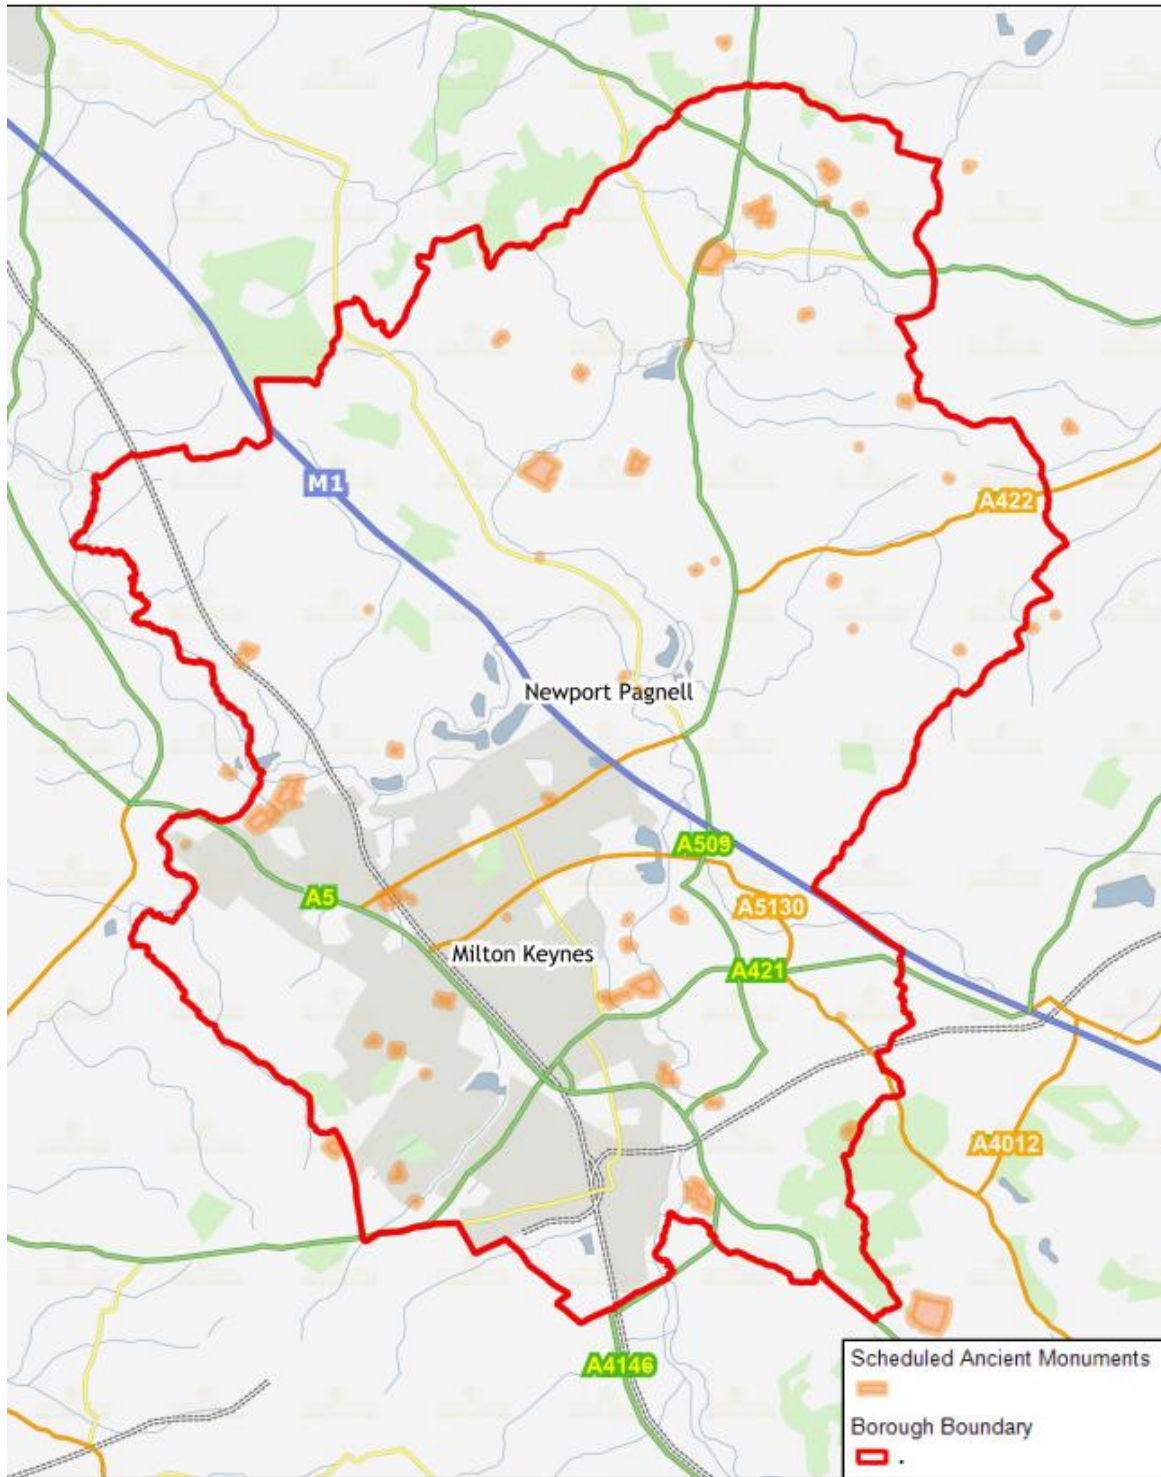 M1
A422
Newport Pagnell
A509
A5
A5130
Milton Keynes
A421
A4012
A4146
Scheduled Ancient Monuments
Borough Boundary
.